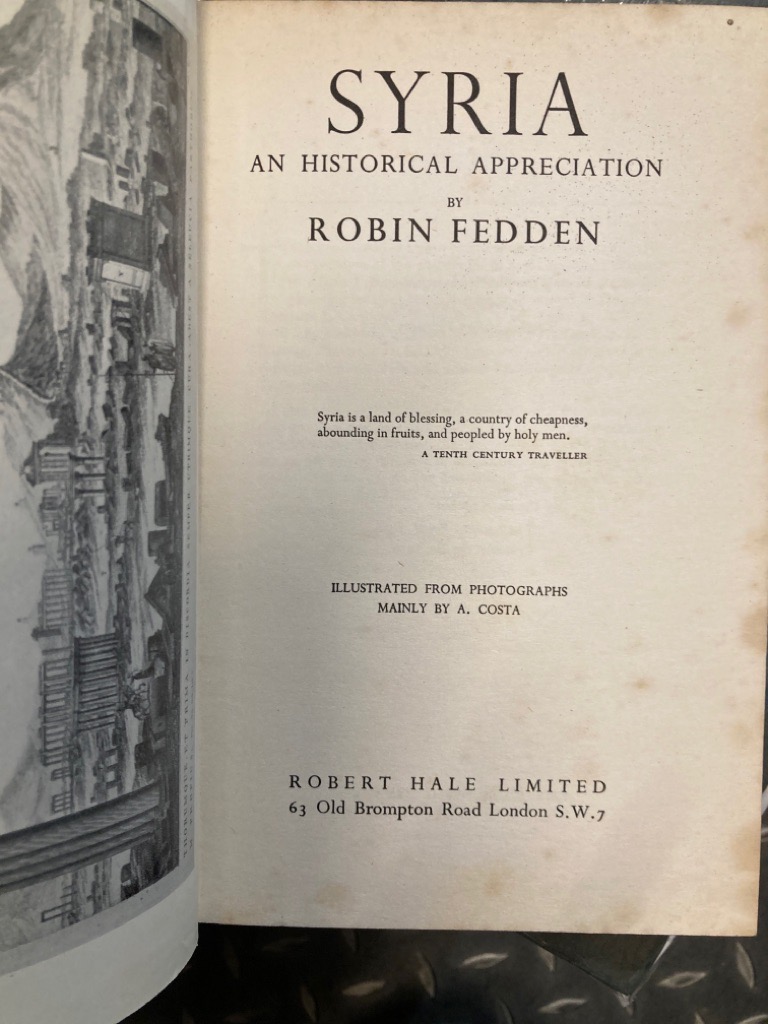 SYRIA
AN HISTORICAL APPRECIATION
BY
ROBIN FEDDEN
Syria is a land of blessing, a country of cheapness,
abounding in fruits, and peopled by holy men.
A TENTH CENTURY TRAVELLER
ILLUSTRATED FROM PHOTOGRAPHS
MAINLY BY A. COSTA
ROBERT HALE LIMITED
63 Old Brompton Road London S.W.7